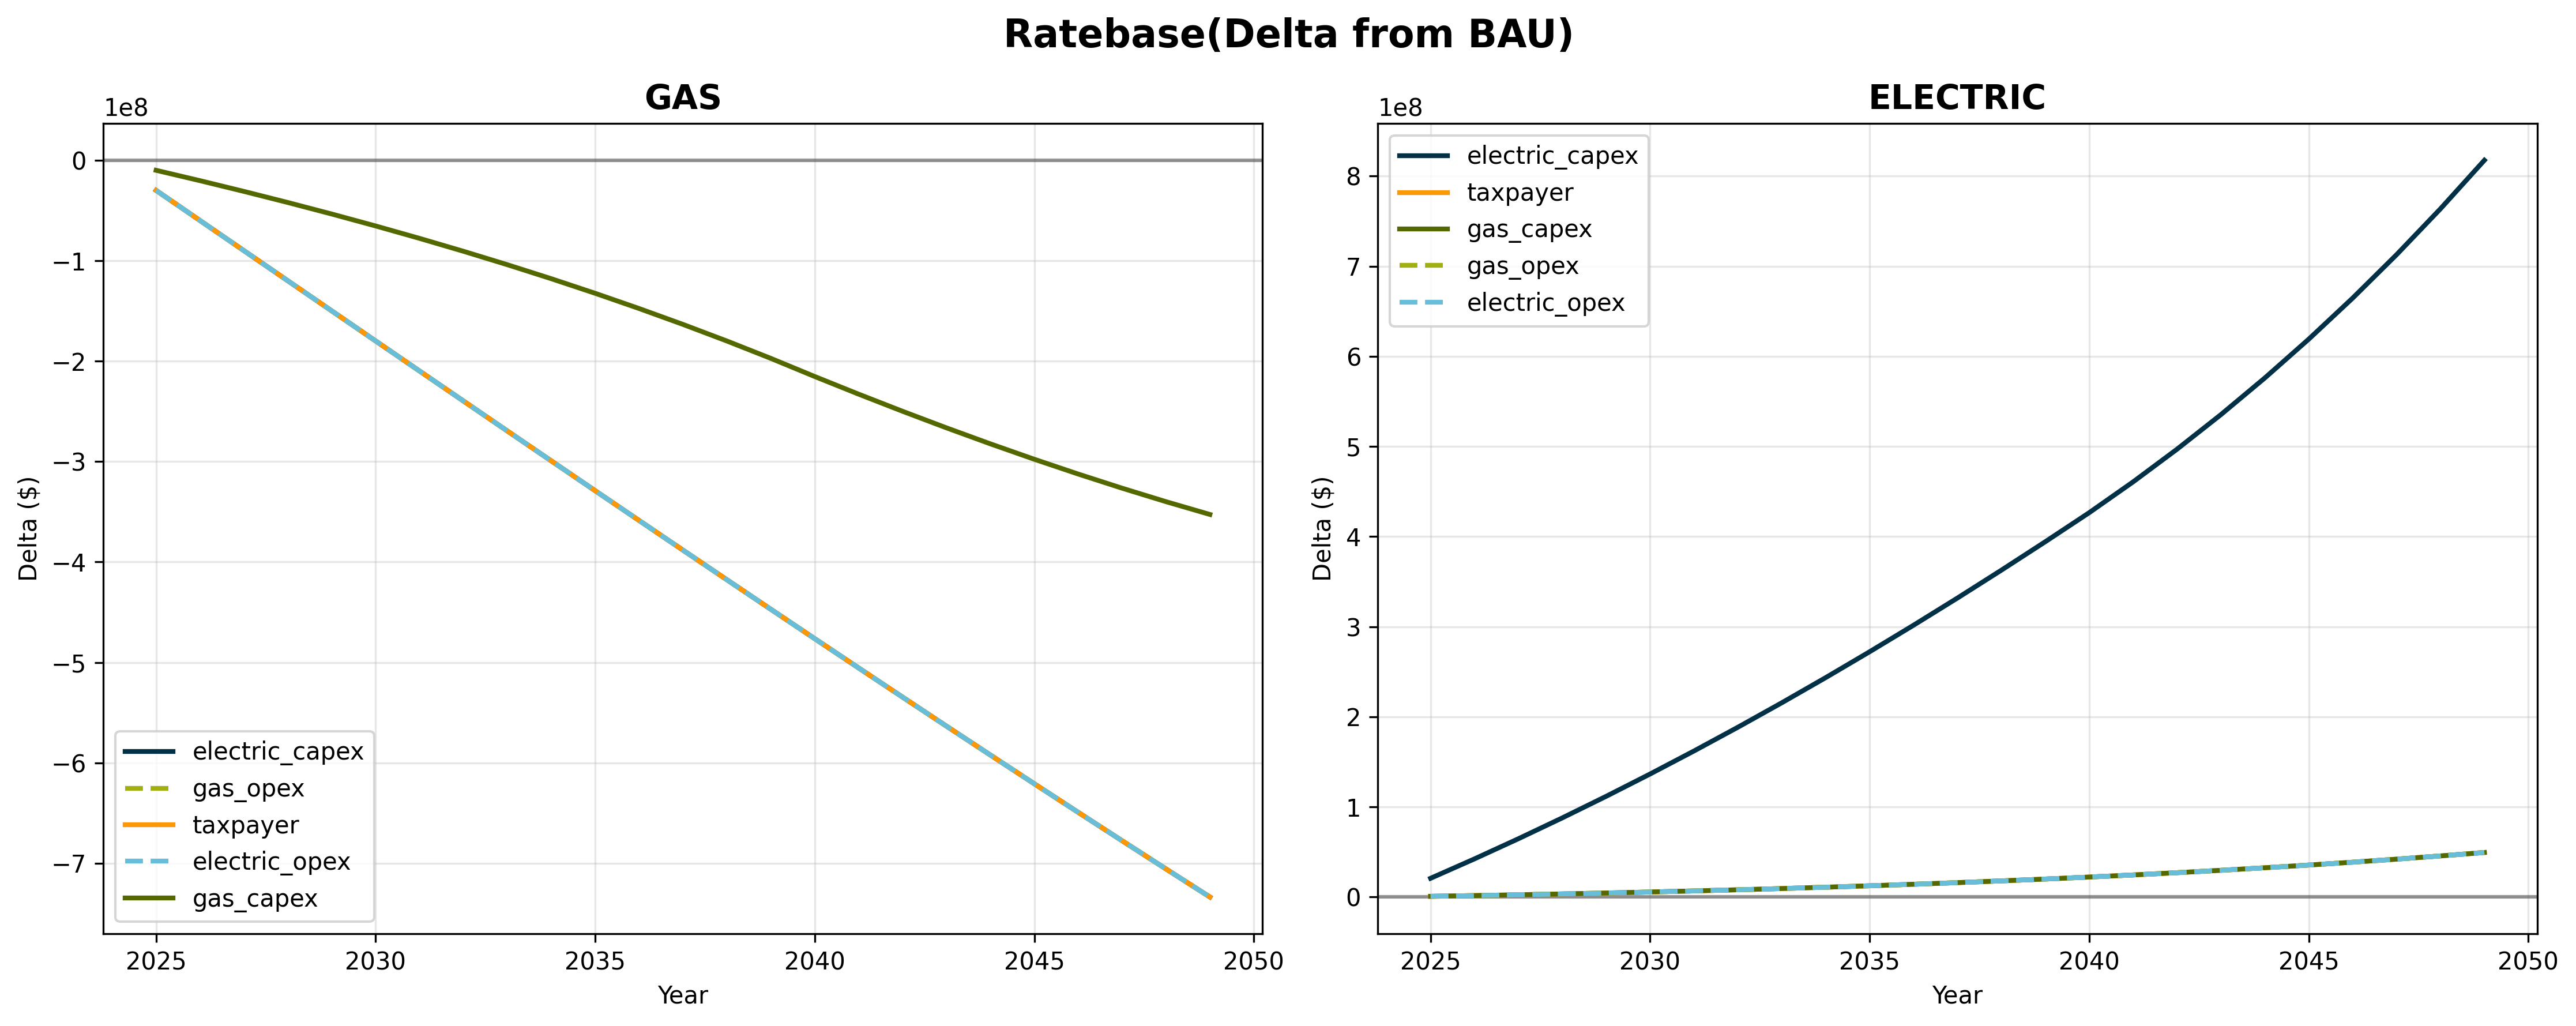 Ratebase(Delta from BAU)
GAS
1e8
0
−1
−2
−3
−4
−5
−6
−7
Delta ($)
electric_capex
gas_opex
taxpayer
electric_opex
gas_capex
2025 2030 2035 2040 2045 2050
Year
ELECTRIC
1e8
8
7
6
5
4
3
2
1
0
Delta ($)
electric_capex
taxpayer
gas_capex
gas_opex
electric_opex
2025 2030 2035 2040 2045 2050
Year